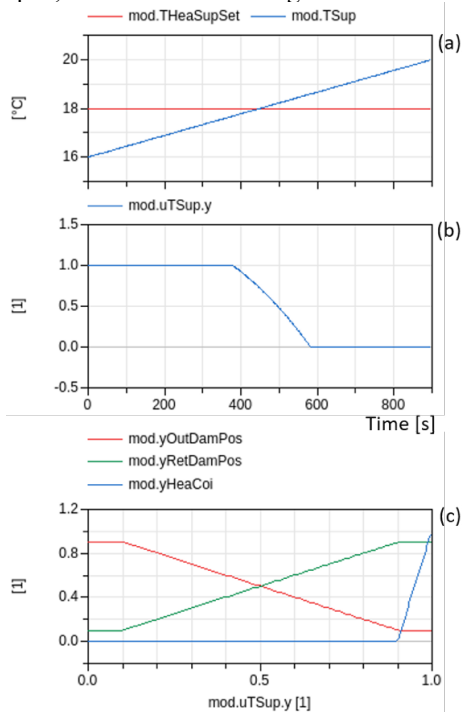 mod.THeaSupSet mod.TSup
(a)
20
[°C]
18
16
mod.uTSup.y
(b)
1.5
1.0
[1]
0.5
0.0
-0.5
0 200 400 600 800
Time [s]
mod.yOutDamPos
mod.yRetDamPos
mod.yHeaCoi
(c)
1.2
0.8
[1]
0.4
0.0
0.0 0.5 1.0
mod.uTSup.y [1]